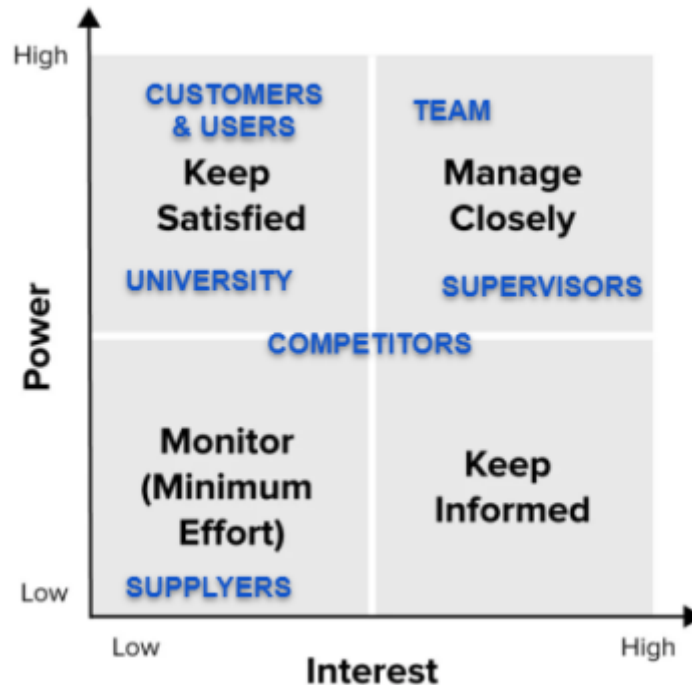 High
CUSTOMERS
& USERS
TEAM
Keep
Satisfied
Manage
Closely
UNIVERSITY
SUPERVISORS
COMPETITORS
Power
Monitor
(Minimum
Effort)
Keep
Informed
SUPPLYERS
Low
Low
High
Interest